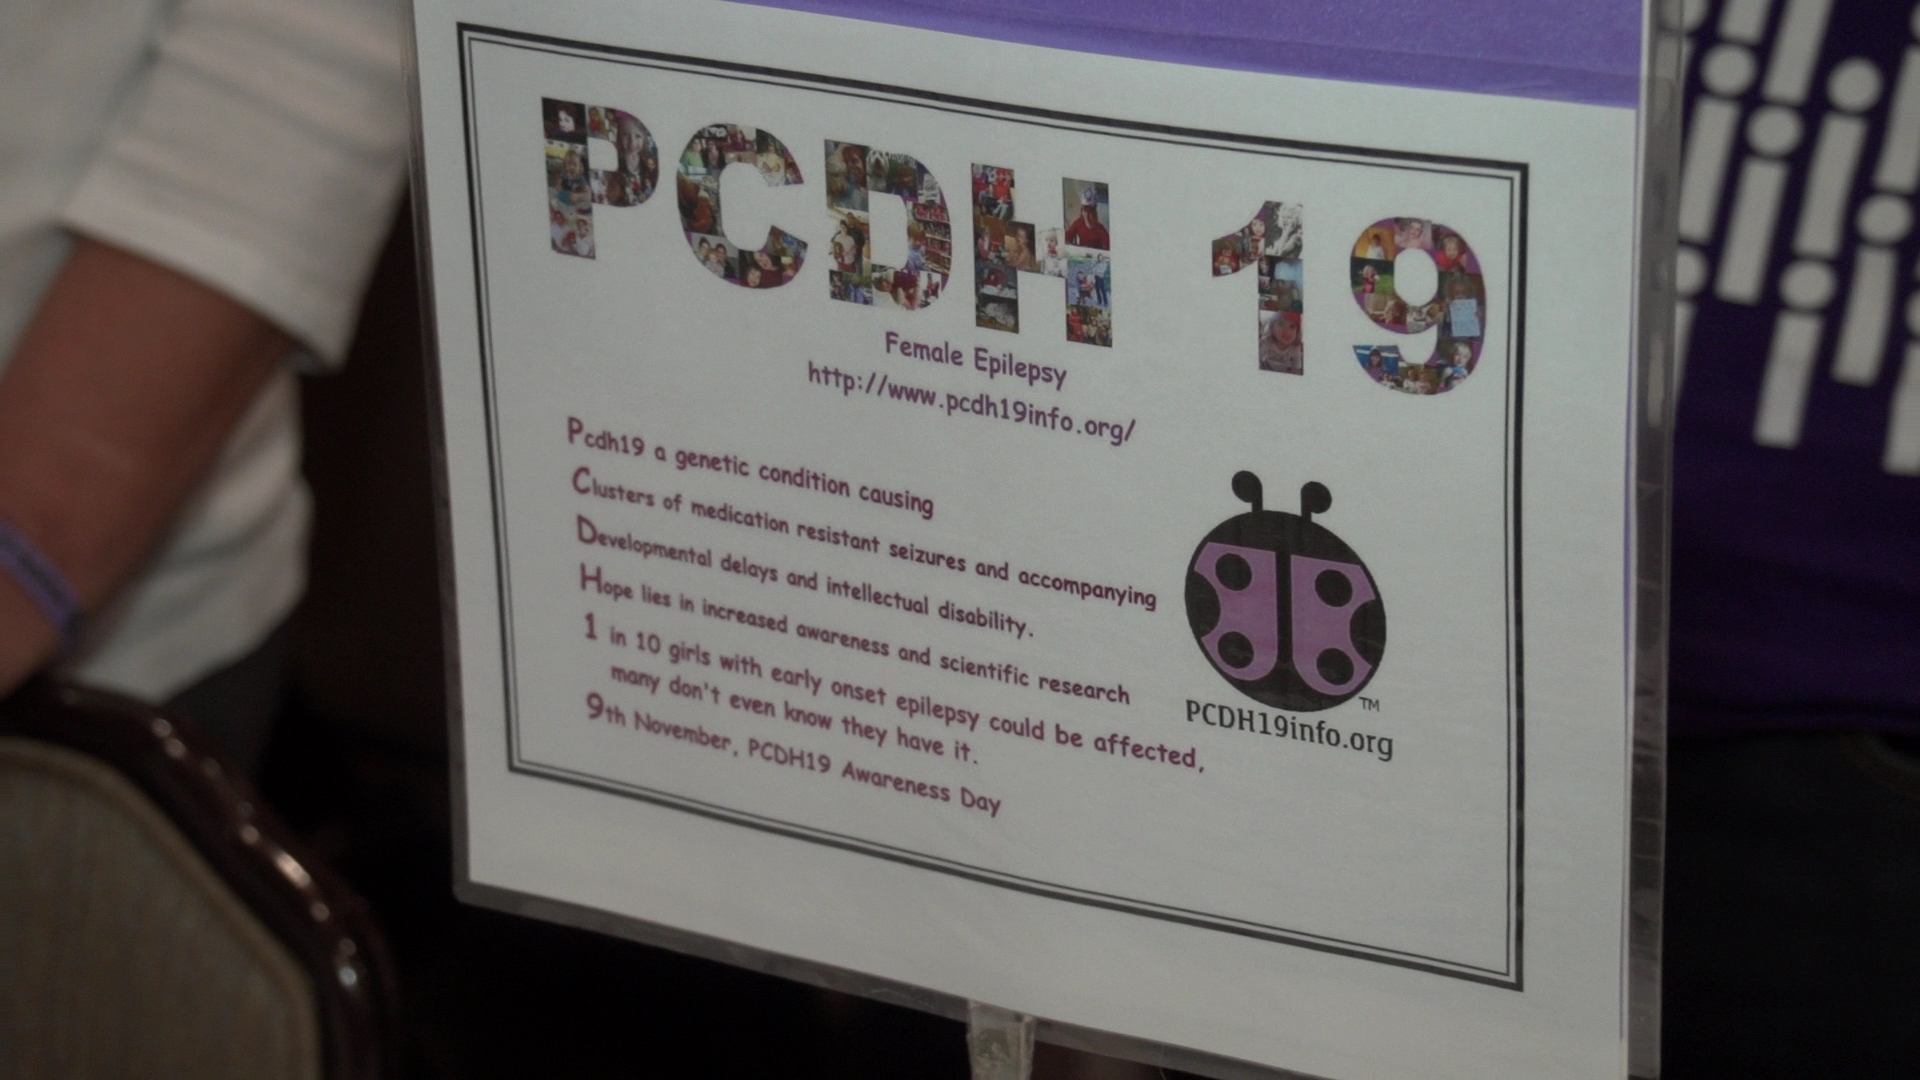 PCDH 19
Female Epilepsy
http://www.pcdh19info.org/
Pcdh19 a genetic condition causing
Clusters of medication resistant seizures and accompanying
Developmental delays and intellectual disability.
Hope lies in increased awareness and scientific research
1 in 10 girls with early onset epilepsy could be affected,
many don't even know they have it.
9th November, PCDH19 Awareness Day
TM
PCDH19info.org